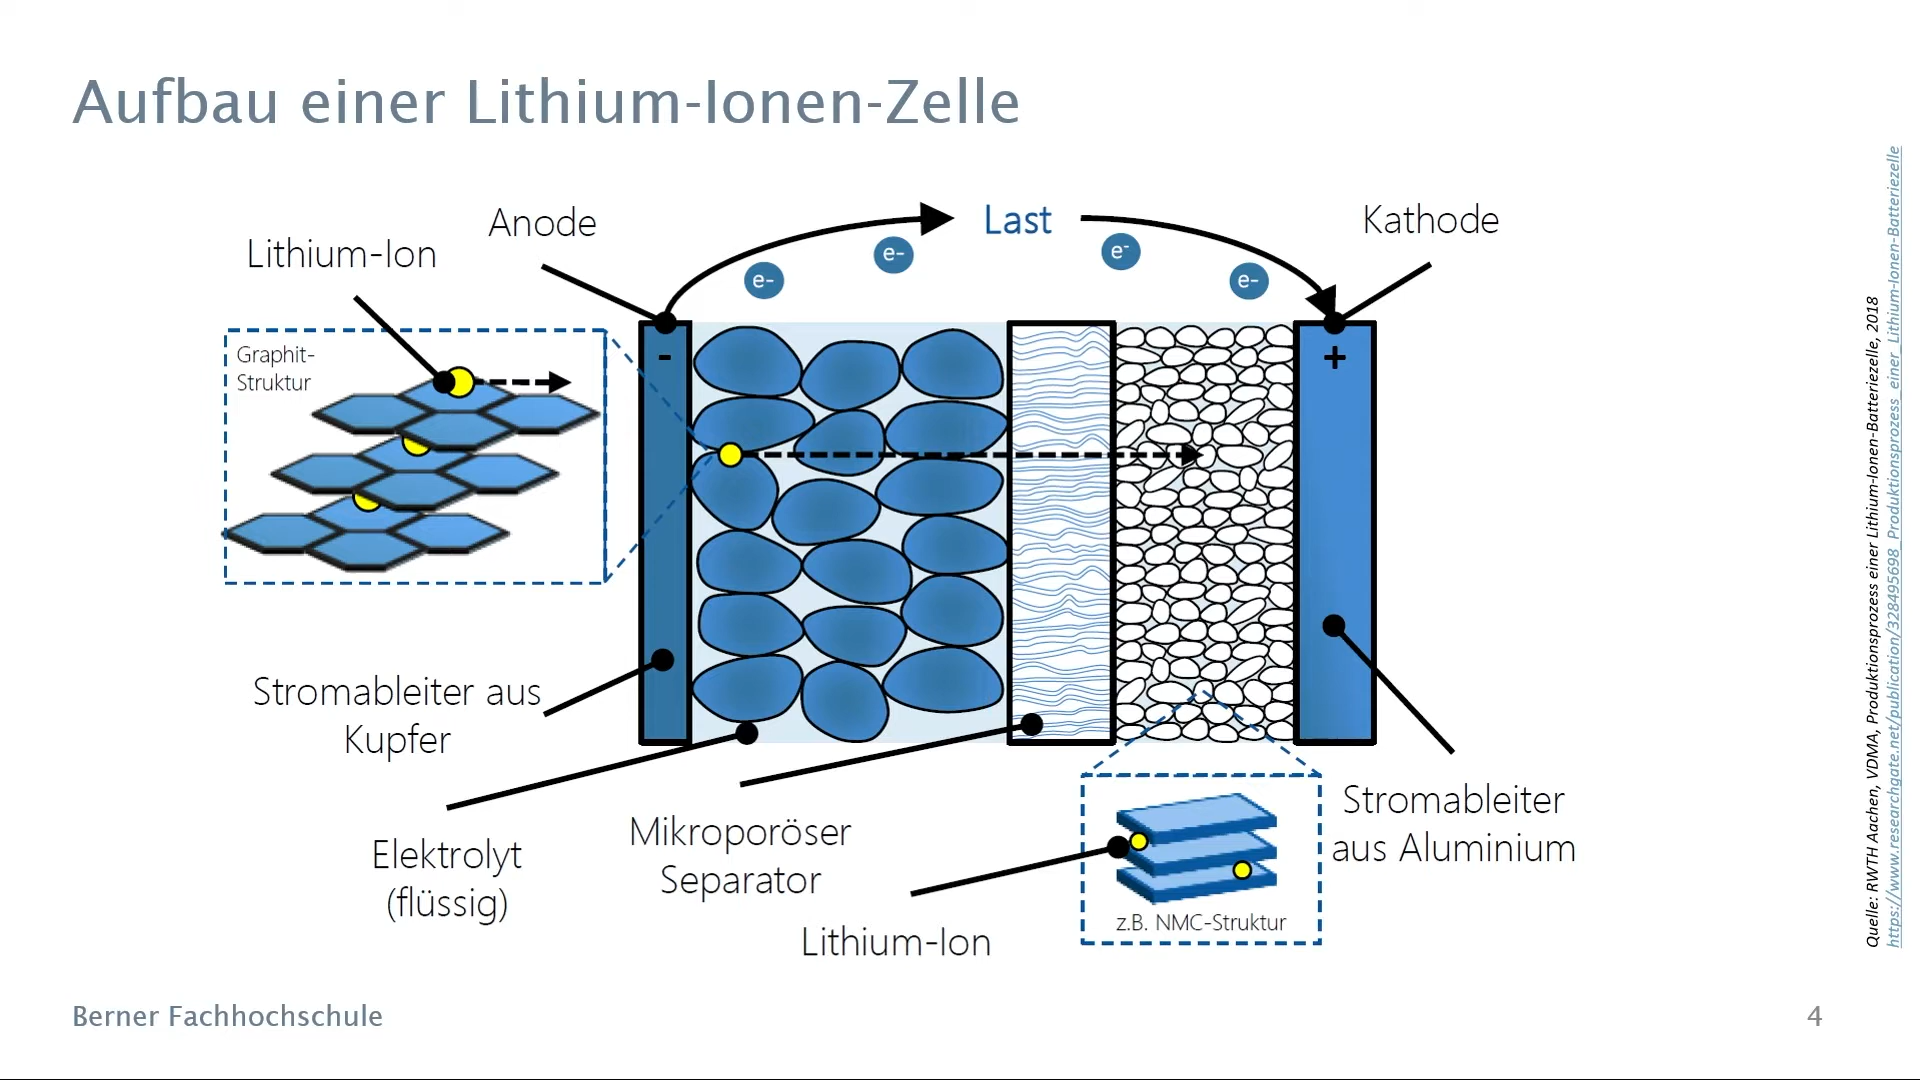 Aufbau einer Lithium-Ionen-Zelle
Anode
Last
Kathode
Lithium-Ion
e-
e-
e-
e-
Graphit-
Struktur
-
+
Stromableiter aus
Kupfer
Elektrolyt
(flüssig)
Mikroporöser
Separator
Lithium-Ion
z.B. NMC-Struktur
Stromableiter
aus Aluminium
Quelle: RWTH Aachen, VDMA, Produktionsprozess einer Lithium-Ionen-Batteriezelle, 2018
https://www.researchgate.net/publication/328495698_Produktionsprozess_einer_Lithium-Ionen-Batteriezelle
Berner Fachhochschule
4